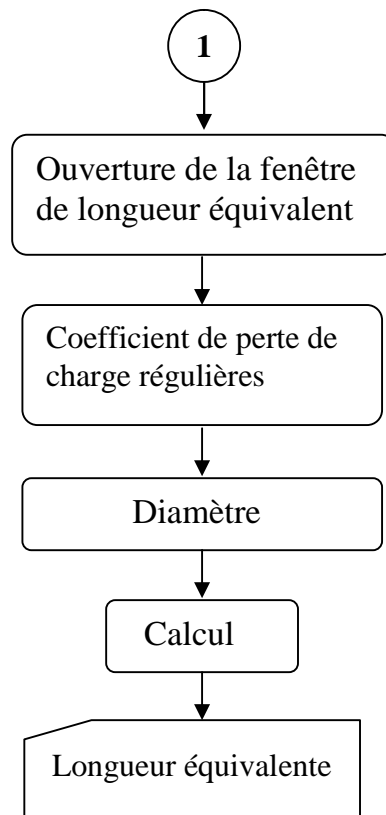 1
Ouverture de la fenêtre
de longueur équivalent
Coefficient de perte de
charge régulières
Diamètre
Calcul
Longueur équivalente